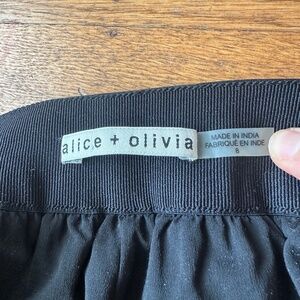 alice + olivia
MADE IN INDIA
FABRIQUÉ EN INDE
8